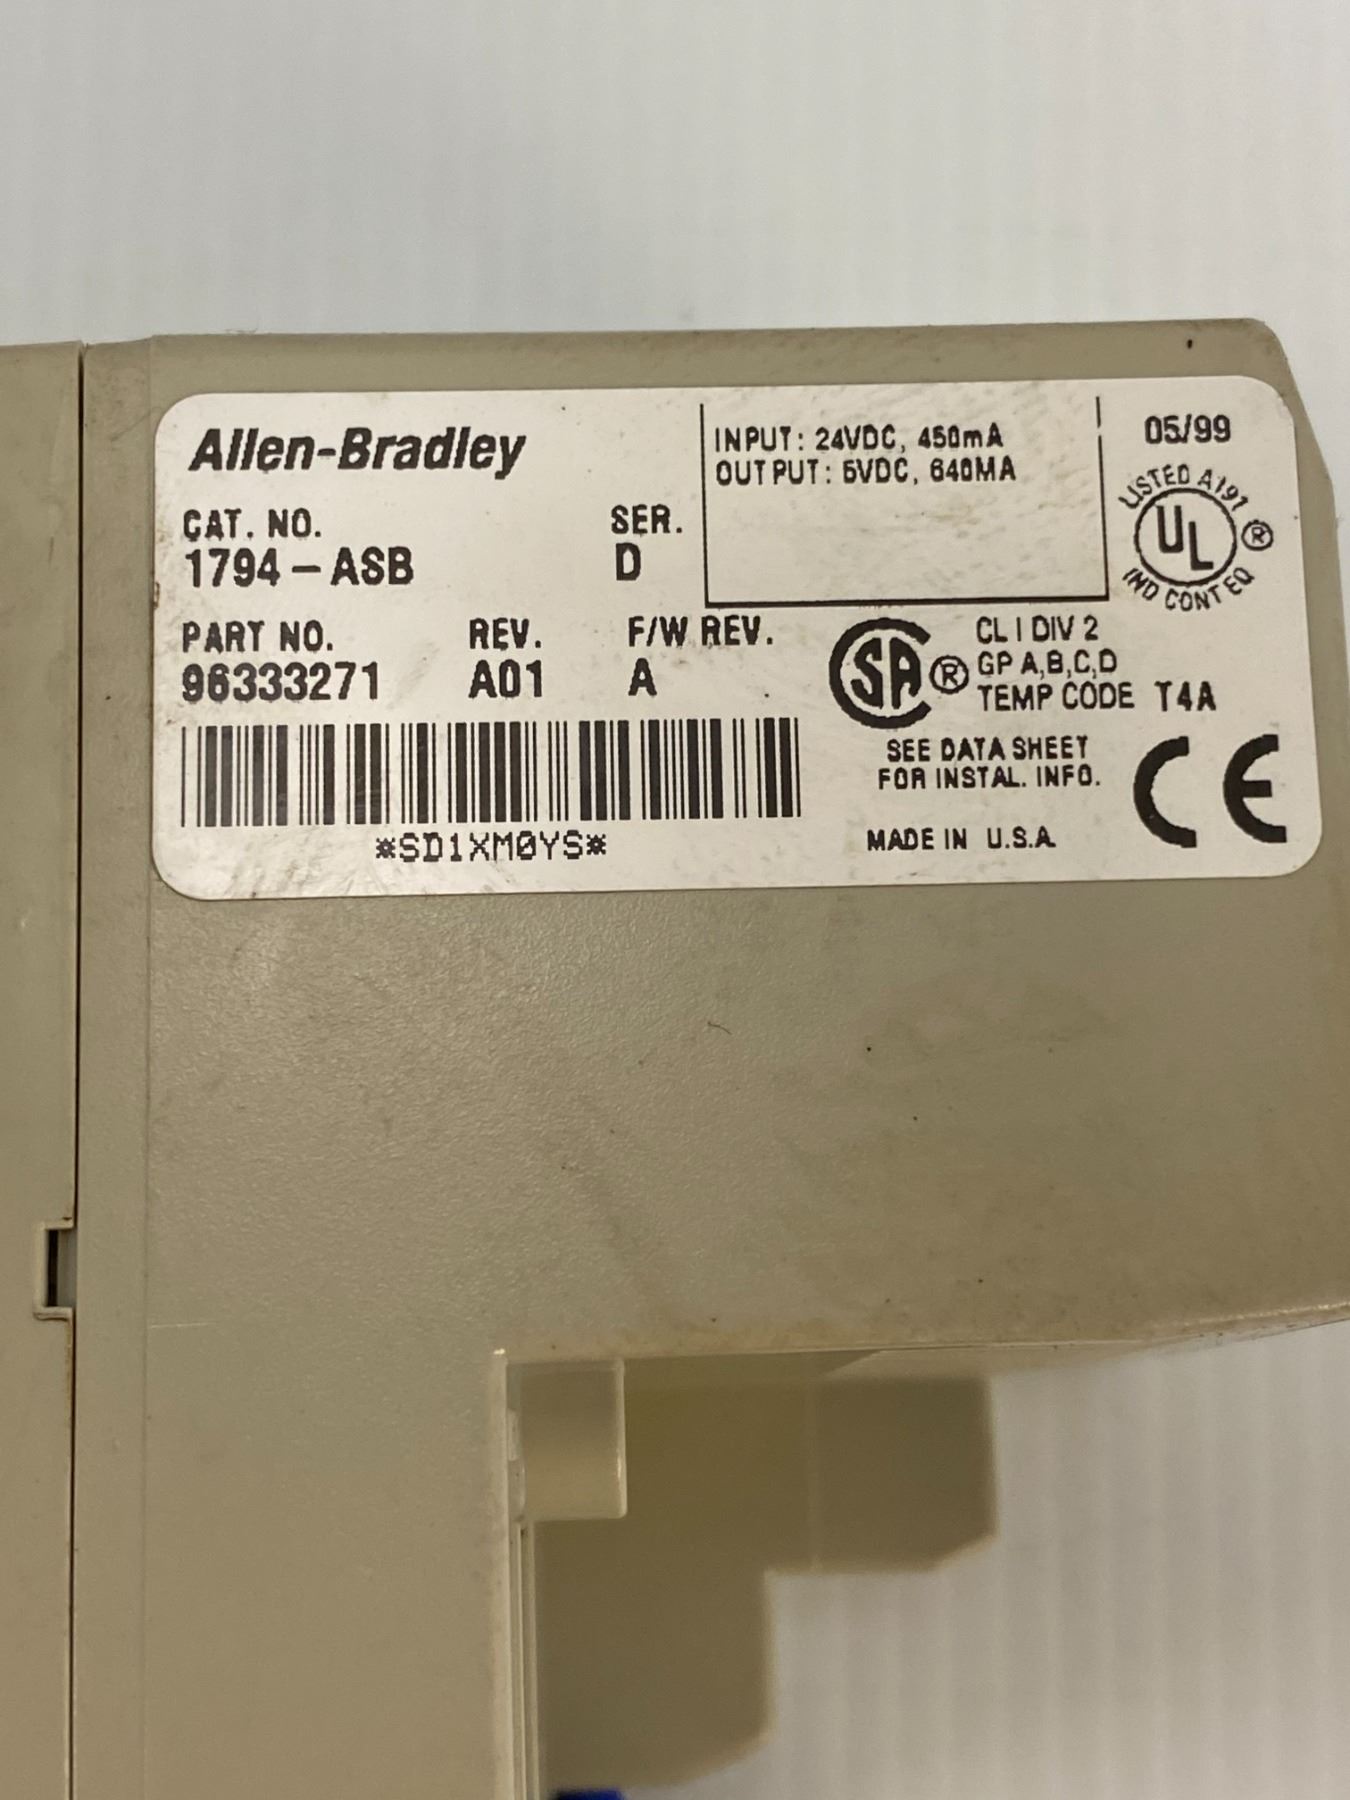 Allen-Bradley
CAT. NO. SER.
1794-ASB D
PART NO. REV. F/W REV.
96333271 A01 A
*SD1XM0YS*
INPUT: 24VDC, 450mA
OUTPUT: 5VDC, 640MA
05/99
LISTED A191
UL ®
IND CONT EQ
SA ®
CL I DIV 2
GP A,B,C,D
TEMP CODE T4A
SEE DATA SHEET
FOR INSTAL. INFO.
CE
MADE IN U.S.A.